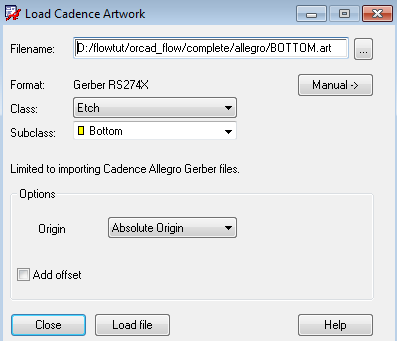 Load Cadence Artwork
Filename: D:/flowtut/orcad_flow/complete/allegro/BOTTOM.art ...
Format: Gerber RS274X Manual ->
Class: Etch
Subclass: Bottom
Limited to importing Cadence Allegro Gerber files.
Options
Origin Absolute Origin
Add offset
Close Load file Help